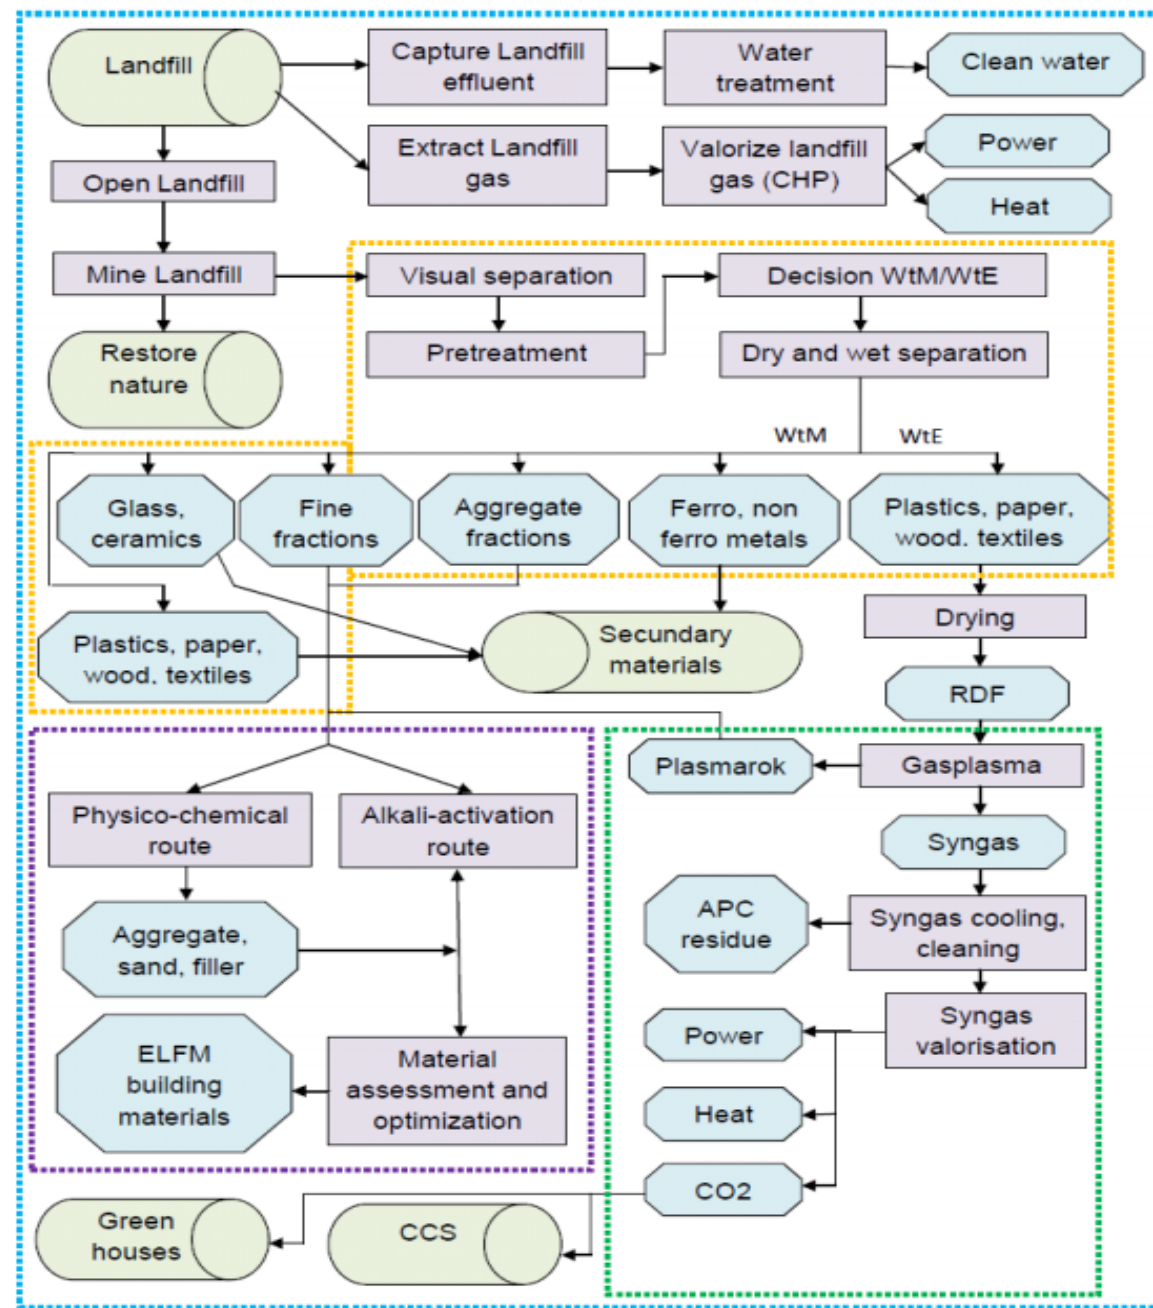 Landfill
Capture Landfill
effluent
Water
treatment
Clean water
Extract Landfill
gas
Valorize landfill
gas (CHP)
Power
Heat
Open Landfill
Mine Landfill
Visual separation
Decision WtM/WtE
Restore
nature
Pretreatment
Dry and wet separation
WtM
WtE
Glass,
ceramics
Fine
fractions
Aggregate
fractions
Ferro, non
ferro metals
Plastics, paper,
wood. textiles
Plastics, paper,
wood. textiles
Secundary
materials
Drying
RDF
Plasmarok
Gasplasma
Physico-chemical
route
Alkali-activation
route
Syngas
APC
residue
Syngas cooling,
cleaning
Aggregate,
sand, filler
Power
Syngas
valorisation
ELFM
building
materials
Material
assessment and
optimization
Heat
CO2
Green
houses
CCS